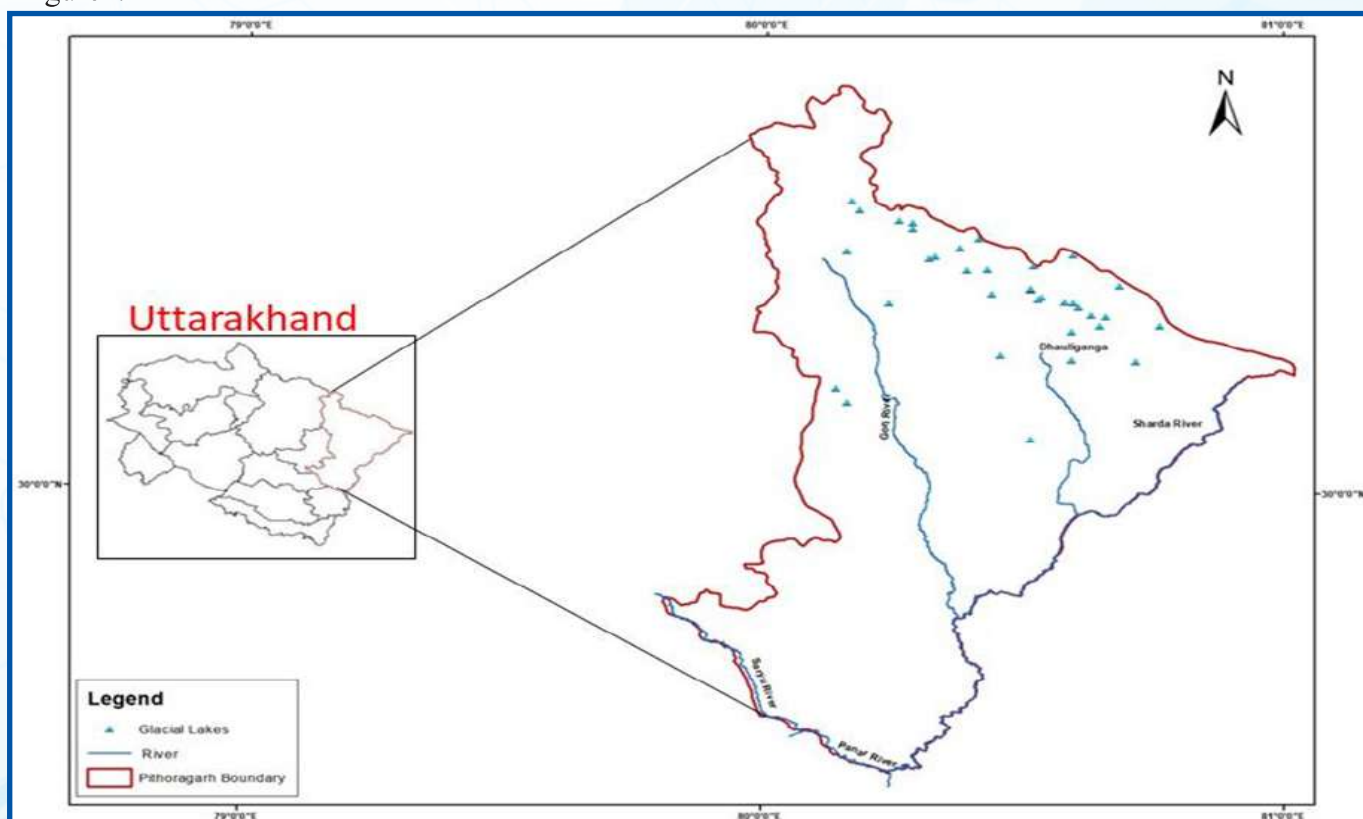 79°0'0"E 80°0'0"E 81°0'0"E
N
Uttarakhand
Dhauliganga
Gori River
Sharda River
30°0'0"N 30°0'0"N
Saryu River
Panar River
Legend
Glacial Lakes
River
Pithoragarh Boundary
79°0'0"E 80°0'0"E 81°0'0"E